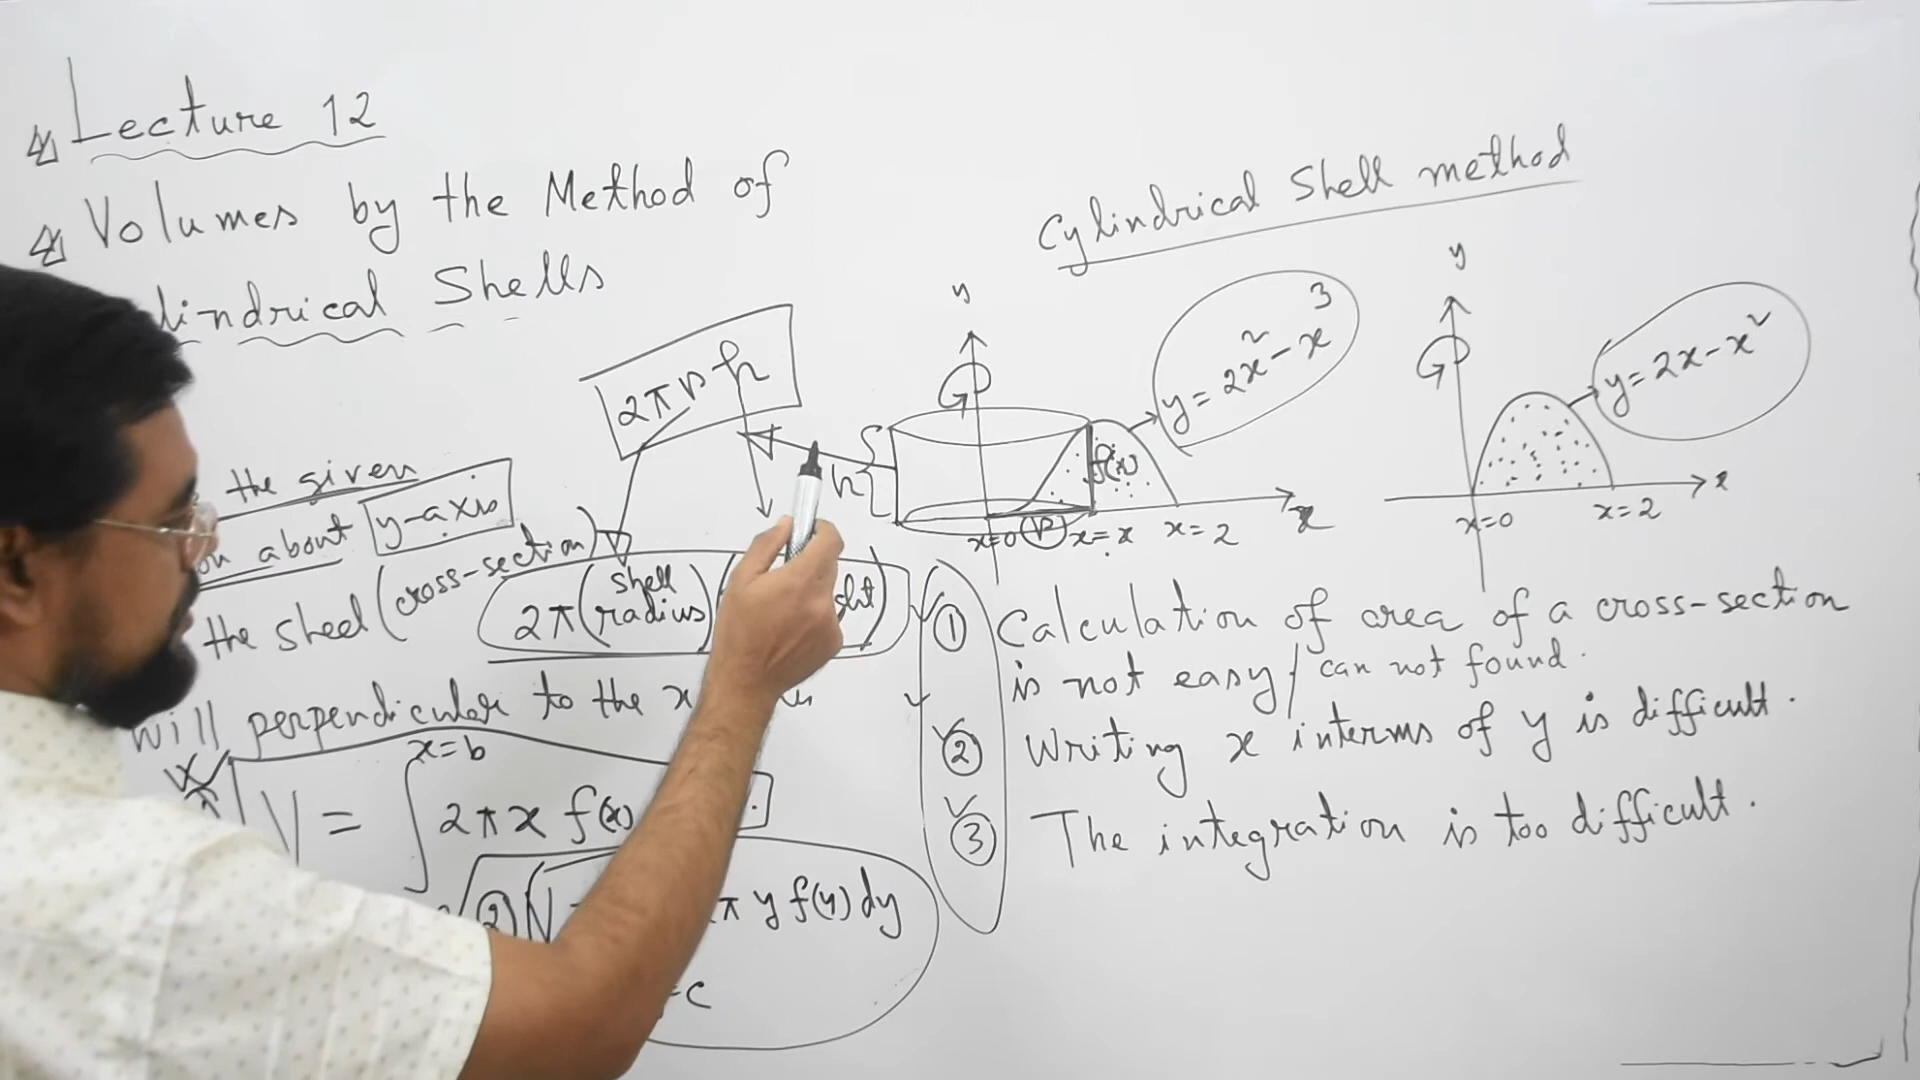 Lecture 12
Volumes by the Method of
lindrical Shells
the given
on about y-axis
the sheel (cross-section)
2π (shell radius)
will perpendicular to the x
V = ∫ 2πx f(x)
x=b
② V
π y f(y) dy
=c
2πrh
Cylindrical Shell method
y
h
f(x)
x=0 r x=x x=2
x
y=2x²-x³
y
y=2x-x²
x=0 x=2
x
① Calculation of area of a cross-section
is not easy/can not found.
② Writing x interms of y is difficult.
③ The integration is too difficult.